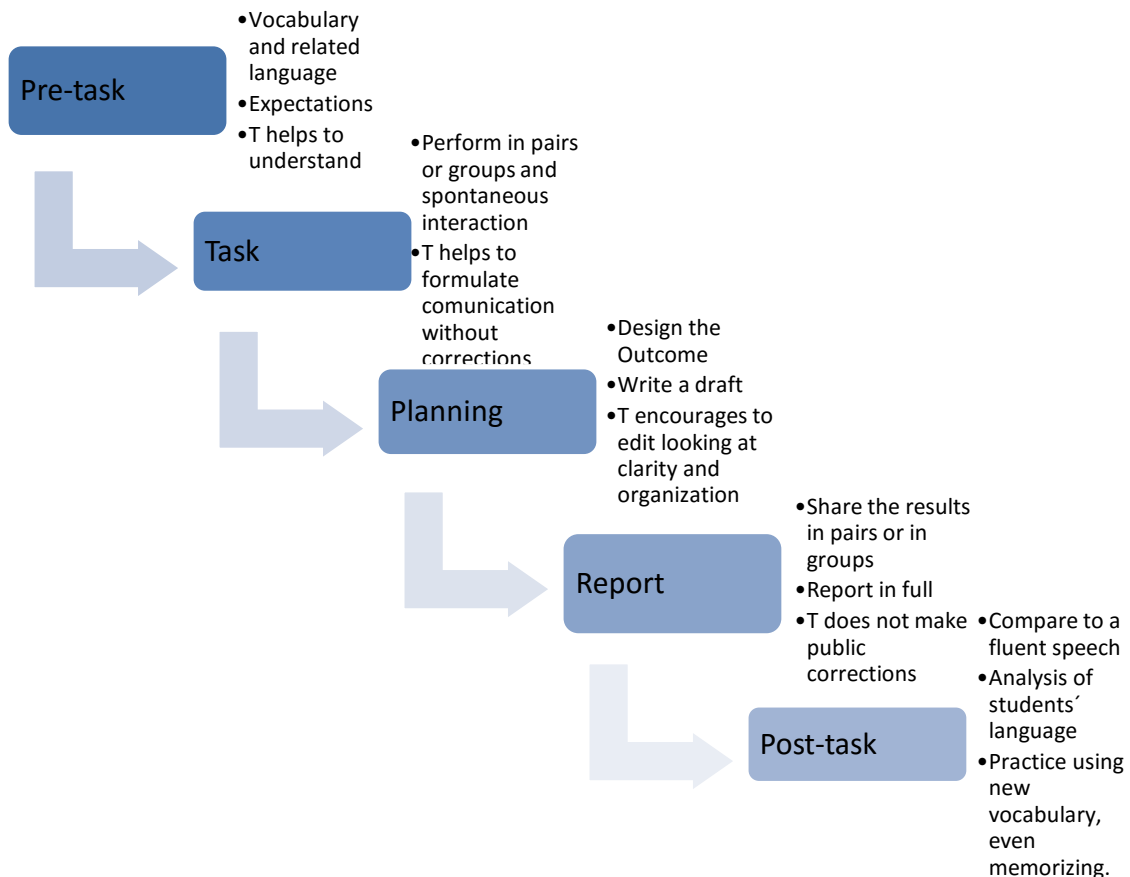 Pre-task
•Vocabulary
and related
language
•Expectations
•T helps to
understand
Task
•Perform in pairs
or groups and
spontaneous
interaction
•T helps to
formulate
comunication
without
corrections
Planning
•Design the
Outcome
•Write a draft
•T encourages to
edit looking at
clarity and
organization
Report
•Share the results
in pairs or in
groups
•Report in full
•T does not make
public
corrections
Post-task
•Compare to a
fluent speech
•Analysis of
students´
language
•Practice using
new
vocabulary,
even
memorizing.